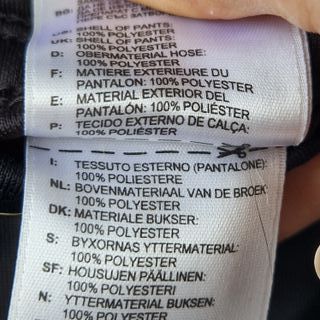 US: SHELL OF PANTS:
100% POLYESTER
UK: SHELL OF PANTS:
100% POLYESTER
D: OBERMATERIAL HOSE:
100% POLYESTER
F: MATIERE EXTERIEURE DU
PANTALON: 100% POLYESTER
E: MATERIAL EXTERIOR DEL
PANTALÓN: 100% POLIÉSTER
P: TECIDO EXTERNO DE CALÇA:
100% POLIÉSTER
I: TESSUTO ESTERNO (PANTALONE):
100% POLIESTERE
NL: BOVENMATERIAAL VAN DE BROEK:
100% POLYESTER
DK: MATERIALE BUKSER:
100% POLYESTER
S: BYXORNAS YTTERMATERIAL:
100% POLYESTER
SF: HOUSUJEN PÄÄLLINEN:
100% POLYESTERI
N: YTTERMATERIAL BUKSEN:
100% POLYESTER